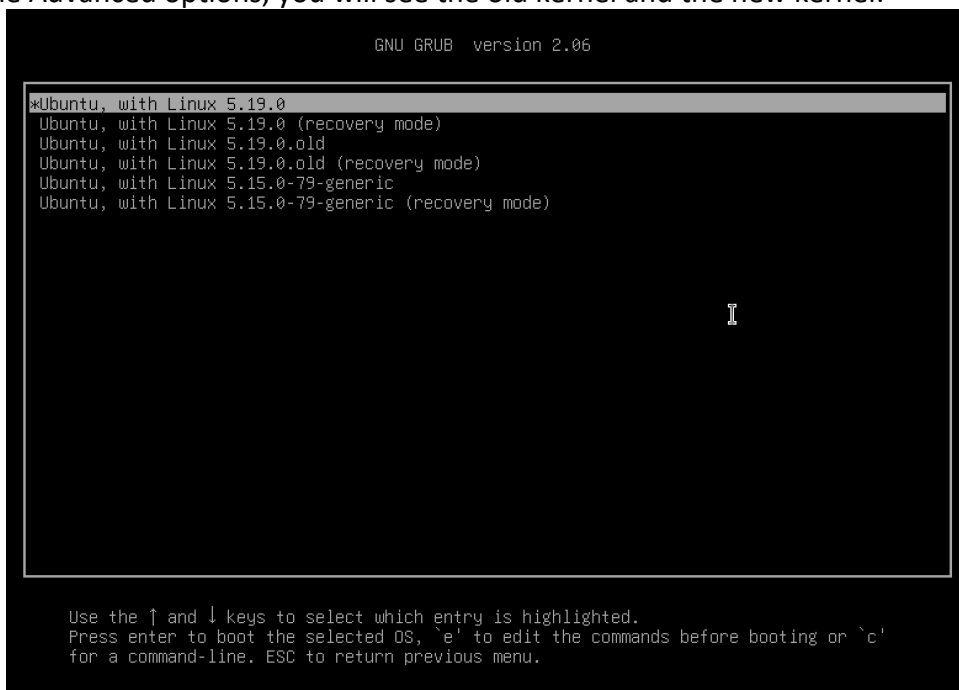 e Advanced options, you will see the old kernel and the new kernel.
GNU GRUB version 2.06
*Ubuntu, with Linux 5.19.0
Ubuntu, with Linux 5.19.0 (recovery mode)
Ubuntu, with Linux 5.19.0.old
Ubuntu, with Linux 5.19.0.old (recovery mode)
Ubuntu, with Linux 5.15.0-79-generic
Ubuntu, with Linux 5.15.0-79-generic (recovery mode)
Use the ↑ and ↓ keys to select which entry is highlighted.
Press enter to boot the selected OS, `e' to edit the commands before booting or `c'
for a command-line. ESC to return previous menu.